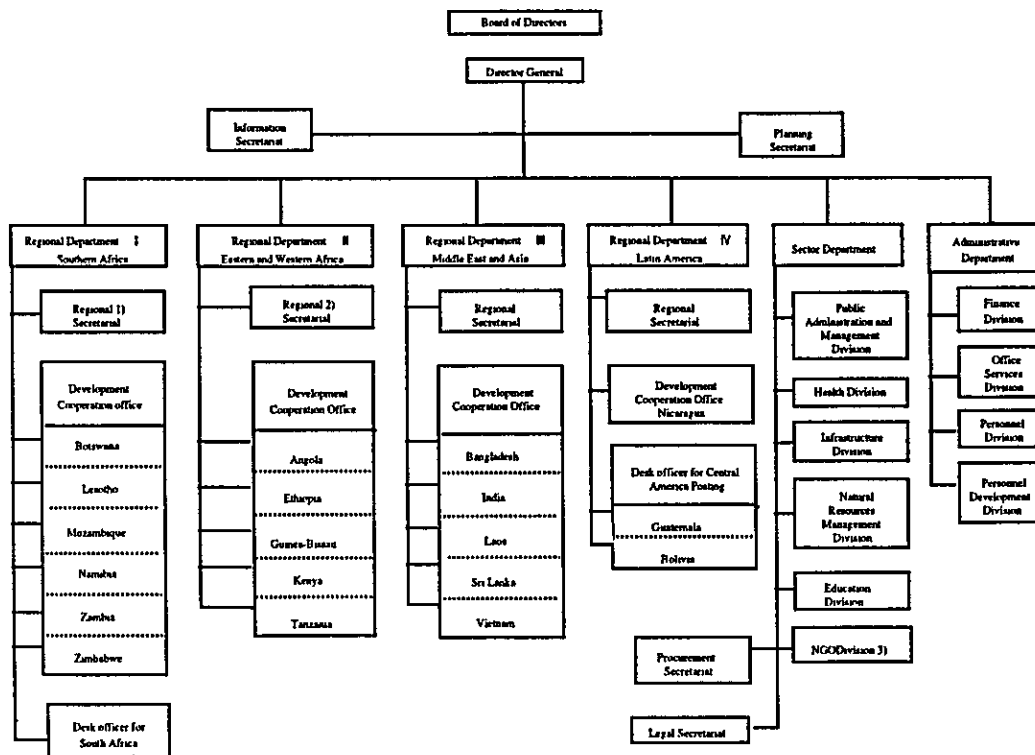 Board of Directors
Director General
Information
Secretariat
Planning
Secretariat
Regional Department I
Southern Africa
Regional Department II
Eastern and Western Africa
Regional Department III
Middle East and Asia
Regional Department IV
Latin America
Sector Department
Administrative
Department
Regional 1)
Secretariat
Development
Cooperation office
Botswana
Lesotho
Mozambique
Namibia
Zambia
Zimbabwe
Desk officer for
South Africa
Regional 2)
Secretariat
Development
Cooperation Office
Angola
Ethiopia
Guinea-Bissau
Kenya
Tanzania
Regional
Secretariat
Development
Cooperation Office
Bangladesh
India
Laos
Sri Lanka
Vietnam
Regional
Secretariat
Development
Cooperation Office
Nicaragua
Desk officer for Central
America Posting
Guatemala
Bolivia
Procurement
Secretariat
Legal Secretariat
Public
Administration and
Management
Division
Health Division
Infrastructure
Division
Natural
Resources
Management
Division
Education
Division
NGODivision 3)
Finance
Division
Office
Services
Division
Personnel
Division
Personnel
Development
Division